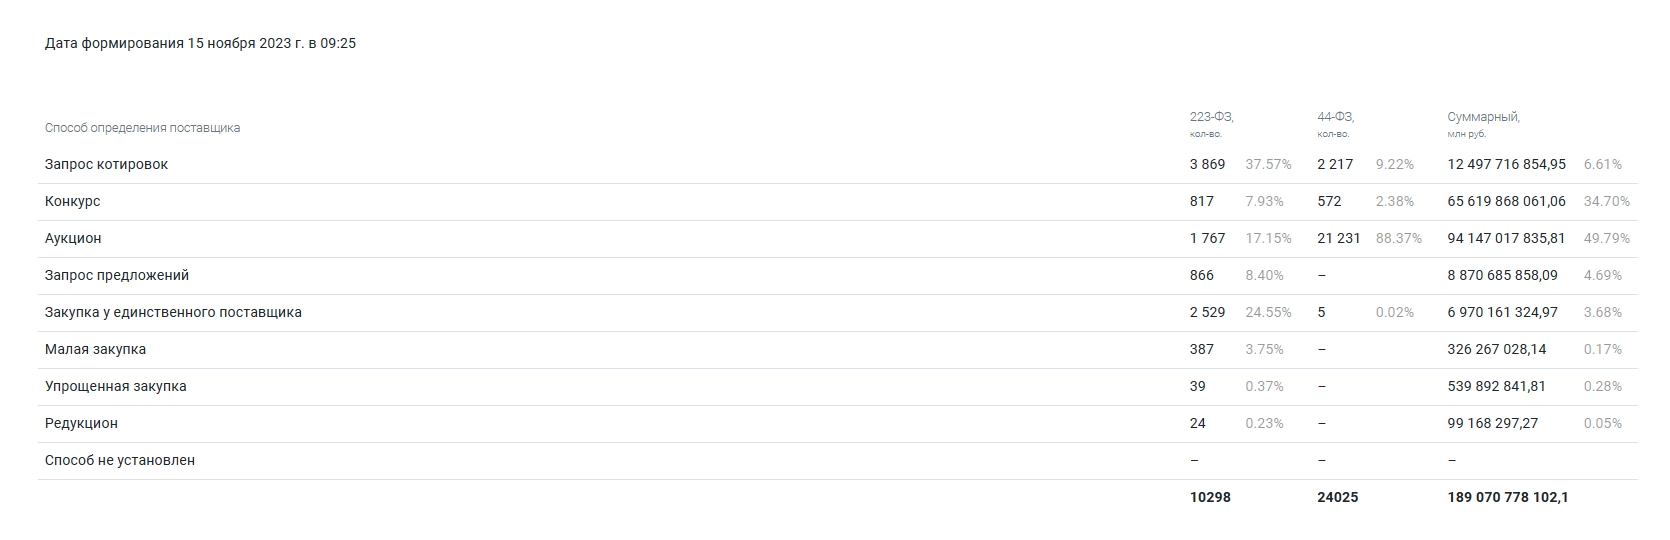 Дата формирования 15 ноября 2023 г. в 09:25
Способ определения поставщика 223-ФЗ, кол-во. 44-ФЗ, кол-во. Суммарный, млн руб.
Запрос котировок 3 869 37.57% 2 217 9.22% 12 497 716 854,95 6.61%
Конкурс 817 7.93% 572 2.38% 65 619 868 061,06 34.70%
Аукцион 1 767 17.15% 21 231 88.37% 94 147 017 835,81 49.79%
Запрос предложений 866 8.40% – 8 870 685 858,09 4.69%
Закупка у единственного поставщика 2 529 24.55% 5 0.02% 6 970 161 324,97 3.68%
Малая закупка 387 3.75% – 326 267 028,14 0.17%
Упрощенная закупка 39 0.37% – 539 892 841,81 0.28%
Редукцион 24 0.23% – 99 168 297,27 0.05%
Способ не установлен – – –
10298 24025 189 070 778 102,1